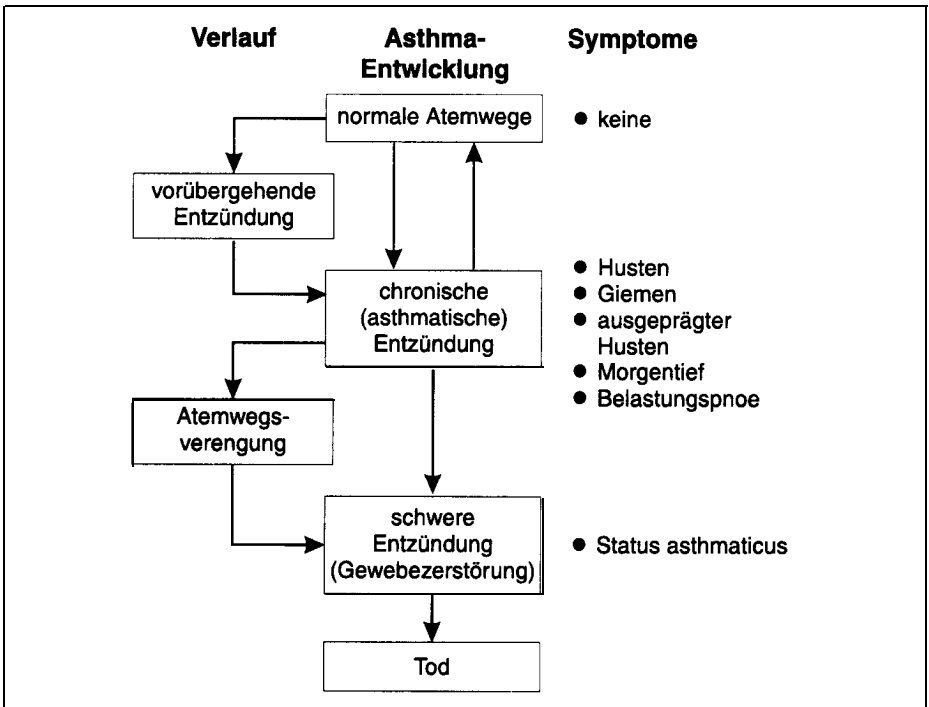 Verlauf
Asthma-
Entwicklung
Symptome
normale Atemwege
● keine
vorübergehende
Entzündung
chronische
(asthmatische)
Entzündung
● Husten
● Giemen
● ausgeprägter
Husten
● Morgentief
● Belastungspnoe
Atemwegs-
verengung
schwere
Entzündung
(Gewebezerstörung)
● Status asthmaticus
Tod